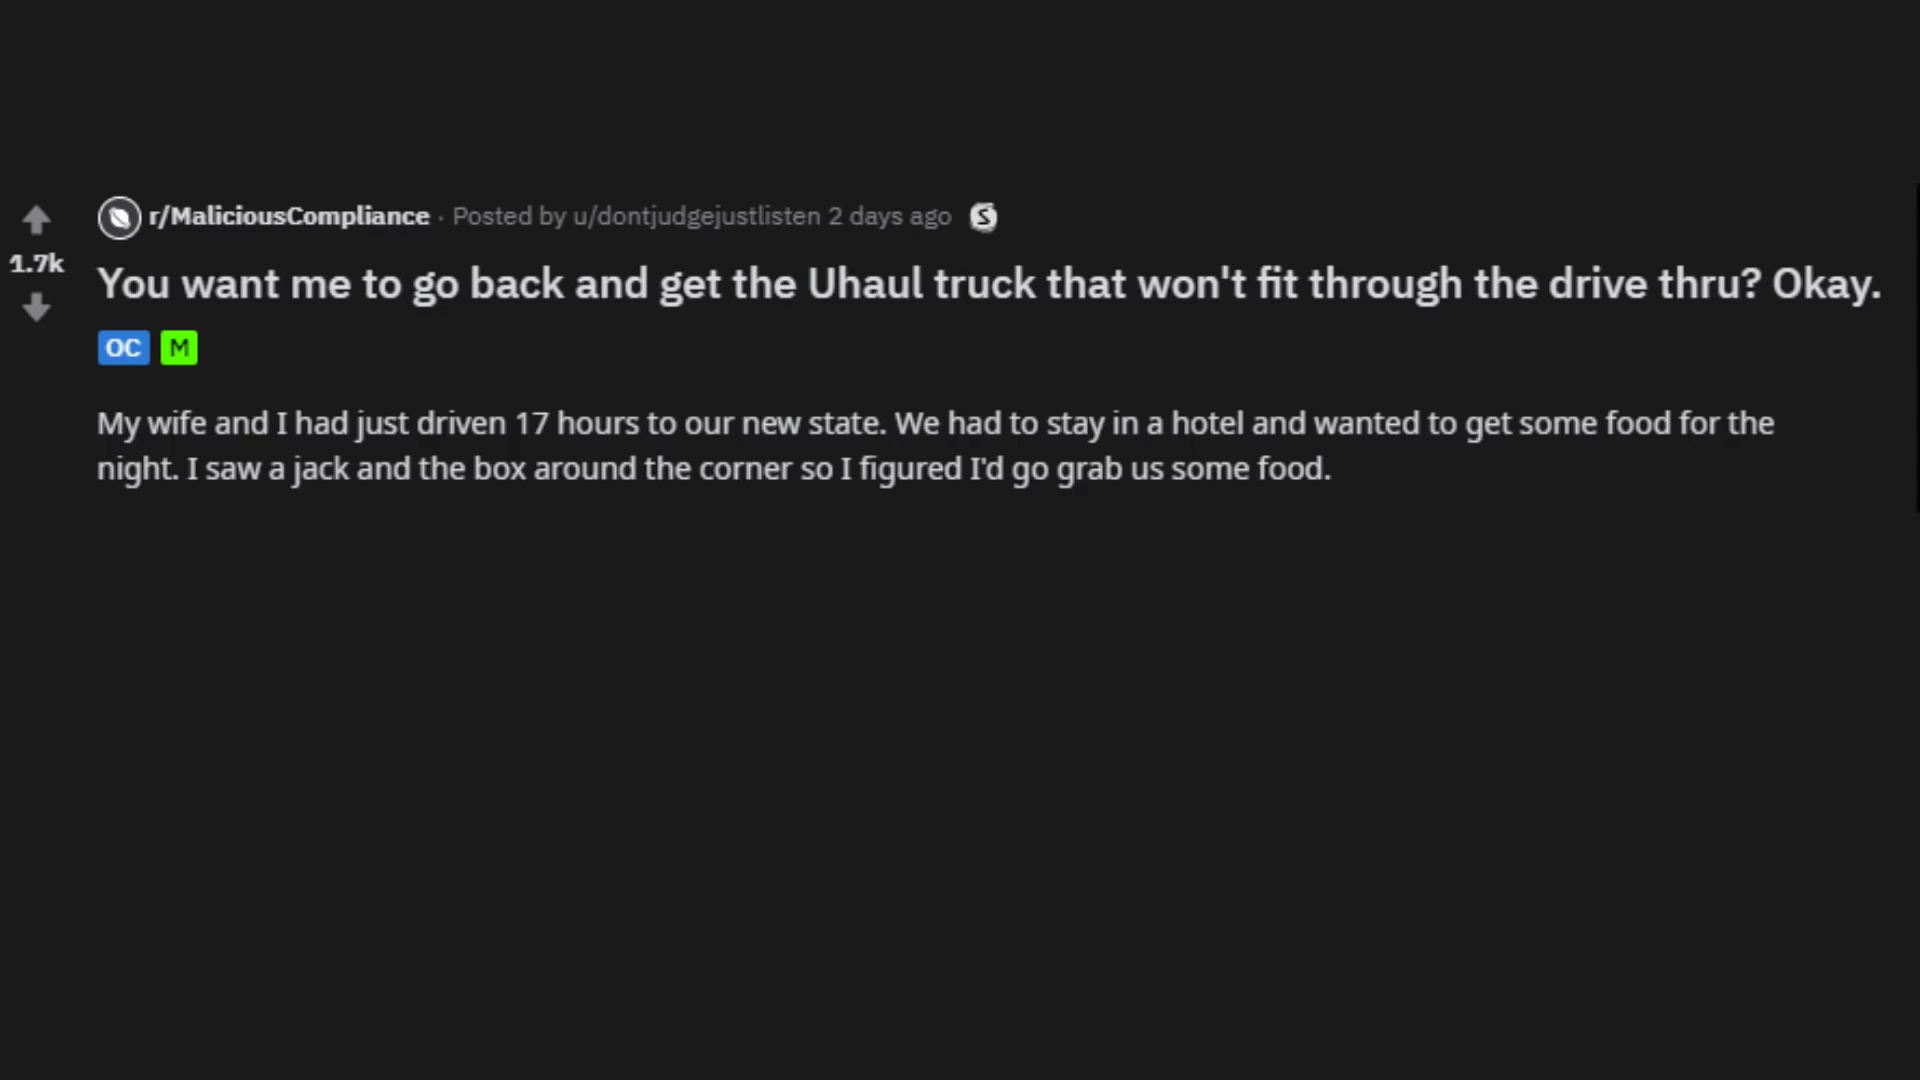 r/MaliciousCompliance · Posted by u/dontjudgejustlisten 2 days ago
1.7k
You want me to go back and get the Uhaul truck that won't fit through the drive thru? Okay.
OC M
My wife and I had just driven 17 hours to our new state. We had to stay in a hotel and wanted to get some food for the
night. I saw a jack and the box around the corner so I figured I'd go grab us some food.